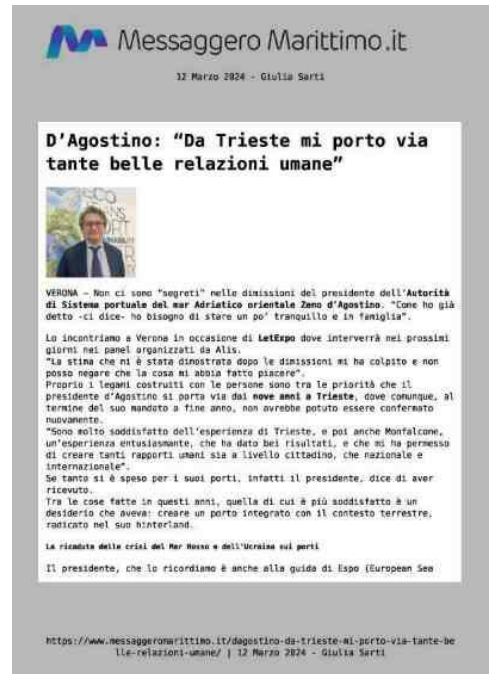 Messaggero Marittimo.it
12 Marzo 2024 - Giulia Sarti
D’Agostino: “Da Trieste mi porto via
tante belle relazioni umane”
VERONA – Non ci sono “segreti” nelle dimissioni del presidente dell’Autorità
di Sistema portuale del mar Adriatico orientale Zeno d’Agostino. “Come ho già
detto -ci dice- ho bisogno di stare un po’ tranquillo e in famiglia”.
Lo incontriamo a Verona in occasione di LetExpo dove interverrà nei prossimi
giorni nei panel organizzati da Alis.
“La stima che mi è stata dimostrata dopo le dimissioni mi ha colpito e non
posso negare che la cosa mi abbia fatto piacere”.
Proprio i legami costruiti con le persone sono tra le priorità che il
presidente d’Agostino si porta via dai nove anni a Trieste, dove comunque, al
termine del suo mandato a fine anno, non avrebbe potuto essere confermato
nuovamente.
“Sono molto soddisfatto dell’esperienza di Trieste, e poi anche Monfalcone,
un’esperienza entusiasmante, che ha dato bei risultati, e che mi ha permesso
di creare tanti rapporti umani sia a livello cittadino, che nazionale e
internazionale”.
Se tanto si è speso per i suoi porti, infatti il presidente, dice di aver
ricevuto.
Tra le cose fatte in questi anni, quella di cui è più soddisfatto è un
desiderio che aveva: creare un porto integrato con il contesto terrestre,
radicato nel suo hinterland.
Le ricadute delle crisi del Mar Rosso e dell’Ucraina sui porti
Il presidente, che lo ricordiamo è anche alla guida di Espo (European Sea
https://www.messaggeromarittimo.it/dagostino-da-trieste-mi-porto-via-tante-be
lle-relazioni-umane/ | 12 Marzo 2024 - Giulia Sarti